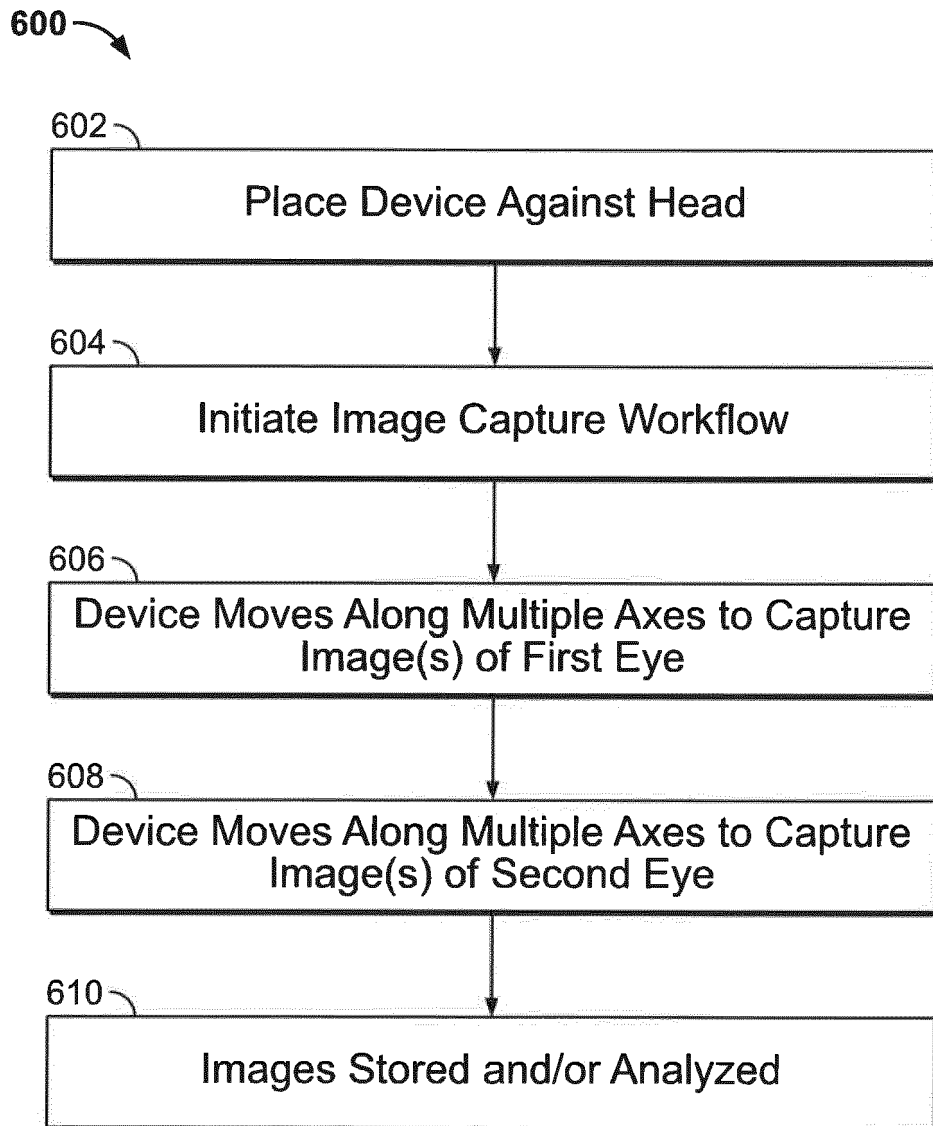 600
602
Place Device Against Head
604
Initiate Image Capture Workflow
606
Device Moves Along Multiple Axes to Capture
Image(s) of First Eye
608
Device Moves Along Multiple Axes to Capture
Image(s) of Second Eye
610
Images Stored and/or Analyzed